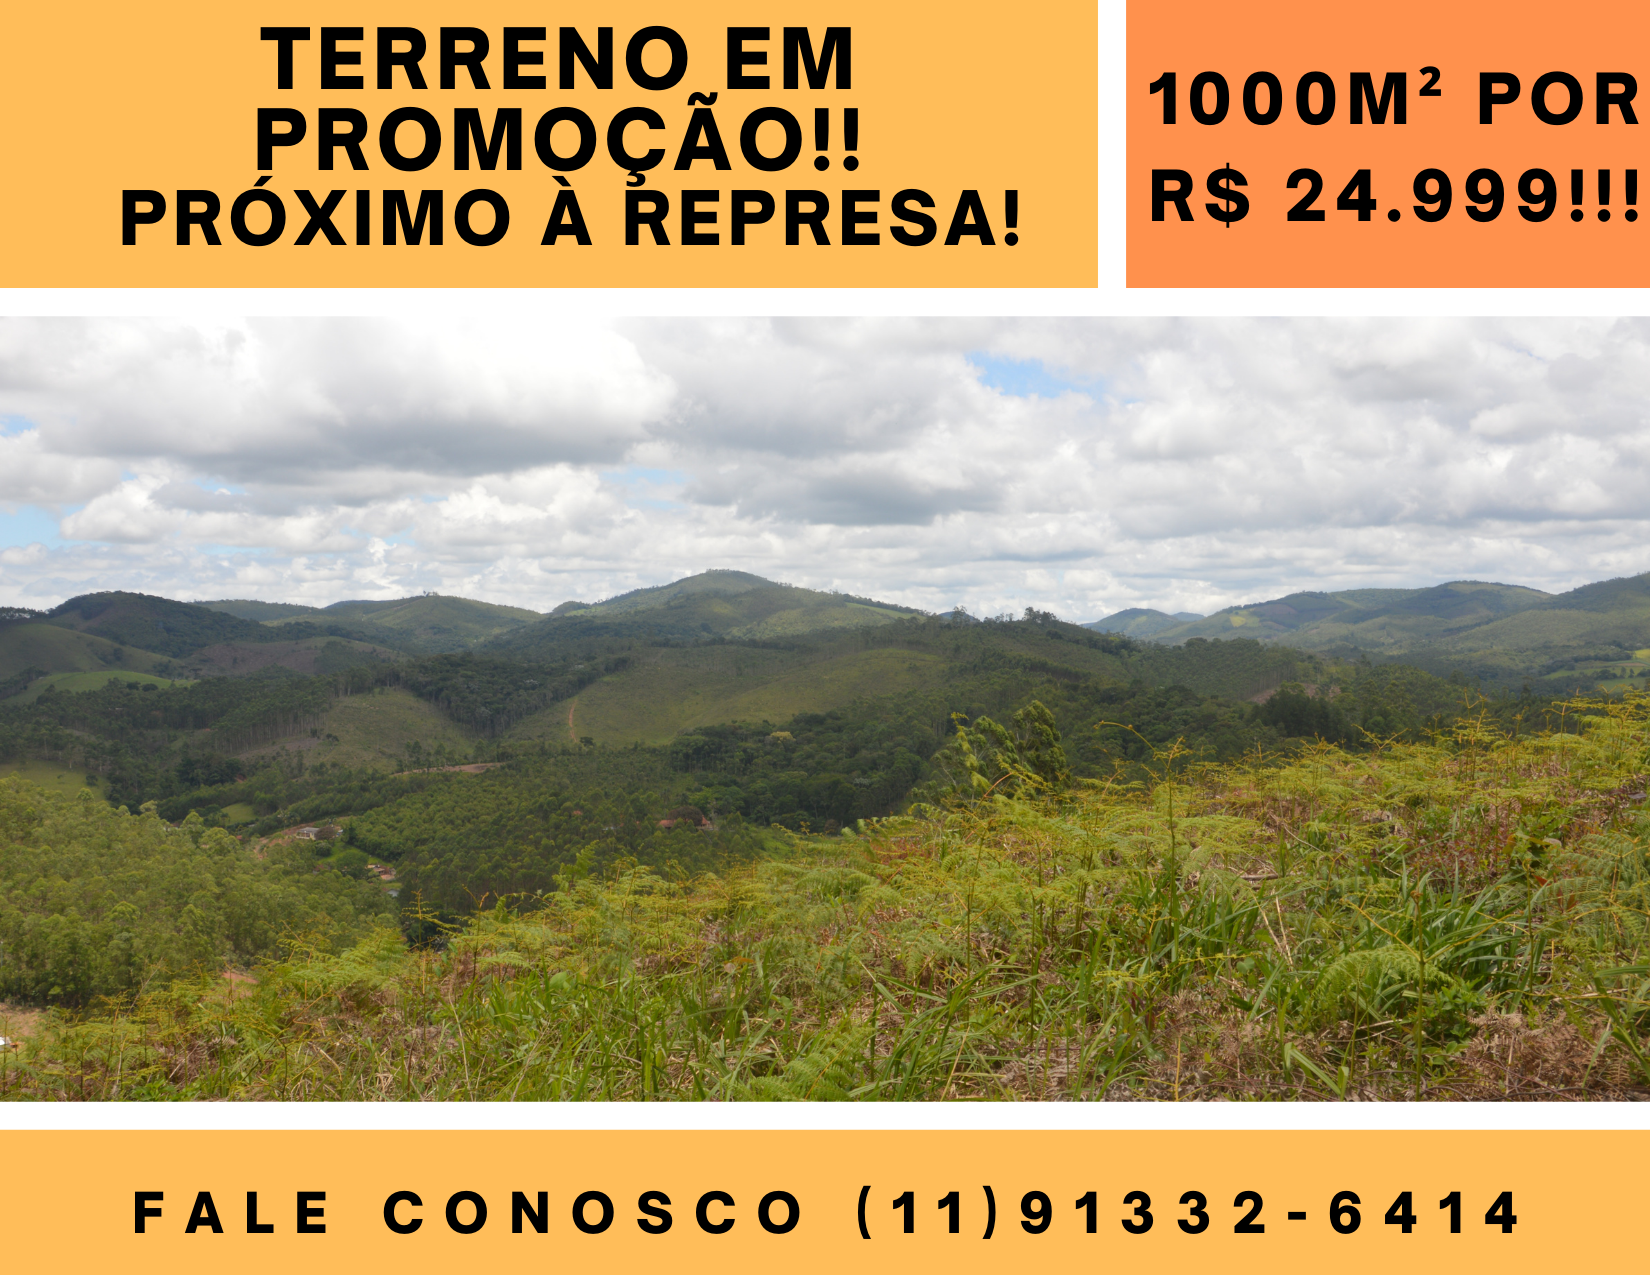 TERRENO EM
PROMOÇÃO!!
PRÓXIMO À REPRESA!
1000M² POR
R$ 24.999!!!
FALE CONOSCO (11)91332-6414